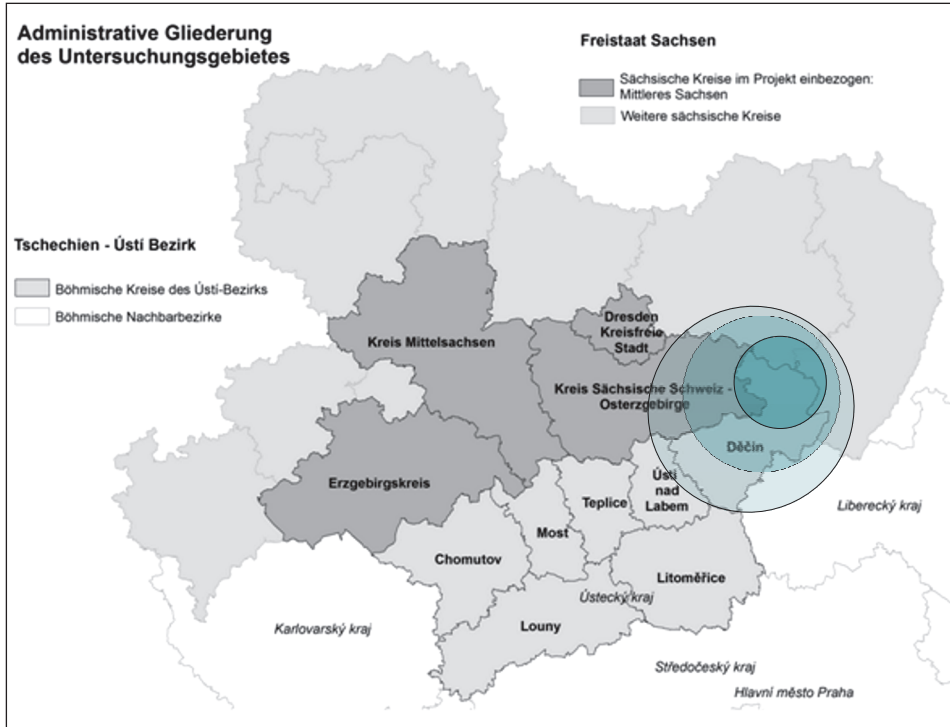 Administrative Gliederung
des Untersuchungsgebietes
Freistaat Sachsen
Sächsische Kreise im Projekt einbezogen:
Mittleres Sachsen
Weitere sächsische Kreise
Tschechien - Ústí Bezirk
Böhmische Kreise des Ústí-Bezirks
Böhmische Nachbarbezirke
Dresden
Kreisfreie
Stadt
Kreis Mittelsachsen
Kreis Sächsische Schweiz -
Osterzgebirge
Děčín
Erzgebirgskreis
Ústí
nad
Labem
Teplice
Liberecký kraj
Most
Chomutov
Litoměřice
Ústecký kraj
Louny
Karlovarský kraj
Středočeský kraj
Hlavní město Praha